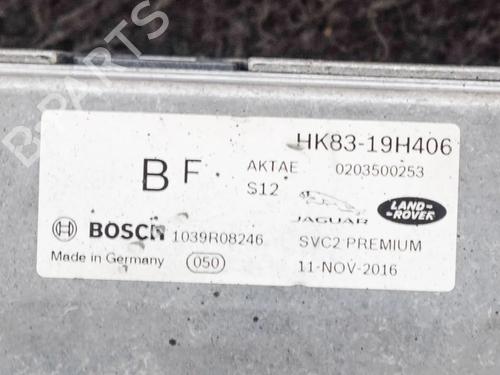 B-PARTS
HK83-19H406
B F AKTAE 0203500253
S12
JAGUAR LAND-ROVER
BOSCH 1039R08246 SVC2 PREMIUM
Made in Germany 050 11-NOV-2016